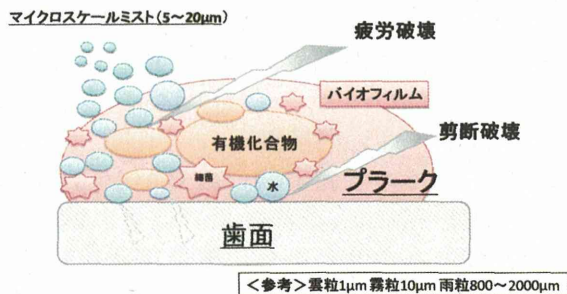 マイクロスケールミスト（5～20μm）
疲労破壊
バイオフィルム
有機化合物
剪断破壊
細菌
水
プラーク
歯面
＜参考＞雲粒1μm 霧粒10μm 雨粒800～2000μm